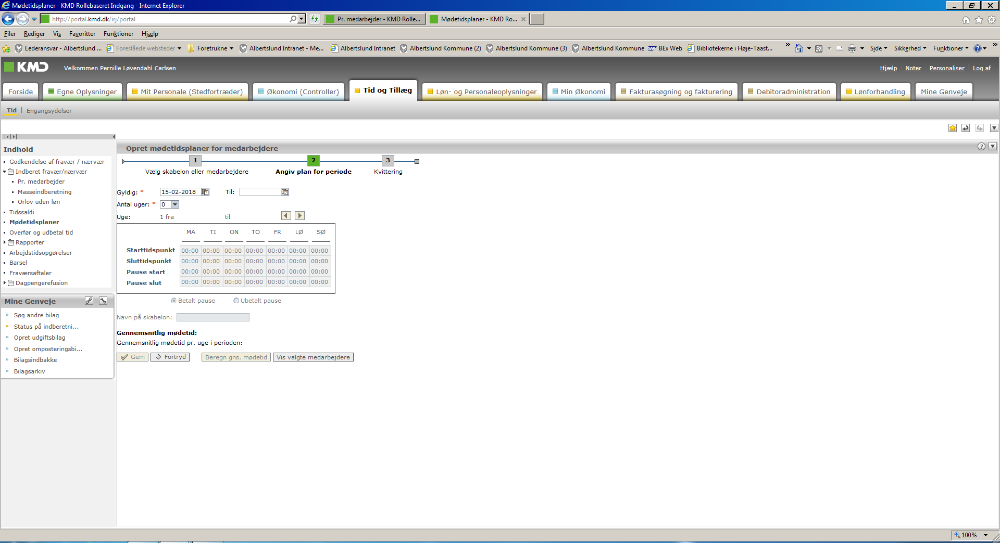 Mødetidsplaner - KMD Rollebaseret Indgang - Internet Explorer
http://portal.kmd.dk/irj/portal
Pr. medarbejder - KMD Rolle...
Mødetidsplaner - KMD Ro...
Filer Rediger Vis Favoritter Funktioner Hjælp
Lederansvar - Albertslund ... Foreslåede websteder Foretrukne Albertslund Intranet - Me... Albertslund Intranet Albertslund Kommune (2) Albertslund Kommune (3) Albertslund Kommune BEx Web Bibliotekerne i Høje-Taast... » Side Sikkerhed Funktioner »
KMD Velkommen Pernille Løvendahl Carlsen Hjælp Noter Personaliser Log af
Forside Egne Oplysninger Mit Personale (Stedfortræder) Økonomi (Controller) Tid og Tillæg Løn- og Personaleoplysninger Min Økonomi Fakturasøgning og fakturering Debitoradministration Lønforhandling Mine Genveje
Tid | Engangsydelser
Indhold
Godkendelse af fravær / nærvær
Indberet fravær/nærvær
Pr. medarbejder
Masseindberetning
Orlov uden løn
Tidssaldi
Mødetidsplaner
Overfør og udbetal tid
Rapporter
Arbejdstidsopgørelser
Barsel
Fraværsaftaler
Dagpengerefusion
Mine Genveje
Søg andre bilag
Status på indberetni...
Opret udgiftsbilag
Opret omposteringsbi...
Bilagsindbakke
Bilagsarkiv
Opret mødetidsplaner for medarbejdere
1 2 3
Vælg skabelon eller medarbejdere Angiv plan for periode Kvittering
Gyldig: * 15-02-2018 Til:
Antal uger: * 0
Uge: 1 fra til
MA TI ON TO FR LØ SØ
Starttidspunkt 00:00 00:00 00:00 00:00 00:00 00:00 00:00
Sluttidspunkt 00:00 00:00 00:00 00:00 00:00 00:00 00:00
Pause start 00:00 00:00 00:00 00:00 00:00 00:00 00:00
Pause slut 00:00 00:00 00:00 00:00 00:00 00:00 00:00
Betalt pause Ubetalt pause
Navn på skabelon:
Gennemsnitlig mødetid:
Gennemsnitlig mødetid pr. uge i perioden:
Gem Fortryd Beregn gns. mødetid Vis valgte medarbejdere
100%